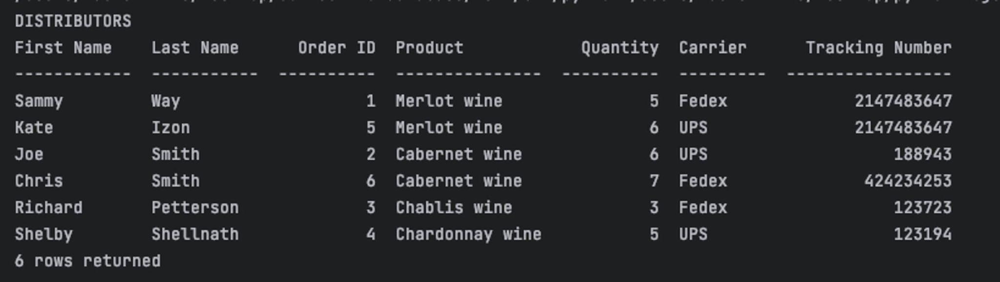 DISTRIBUTORS
First Name    Last Name      Order ID  Product            Quantity  Carrier      Tracking Number
------------  -----------  ----------  ---------------  ----------  ---------  -----------------
Sammy         Way                   1  Merlot wine               5  Fedex             2147483647
Kate          Izon                  5  Merlot wine               6  UPS               2147483647
Joe           Smith                 2  Cabernet wine             6  UPS                   188943
Chris         Smith                 6  Cabernet wine             7  Fedex              424234253
Richard       Petterson             3  Chablis wine              3  Fedex                 123723
Shelby        Shellnath             4  Chardonnay wine           5  UPS                   123194
6 rows returned